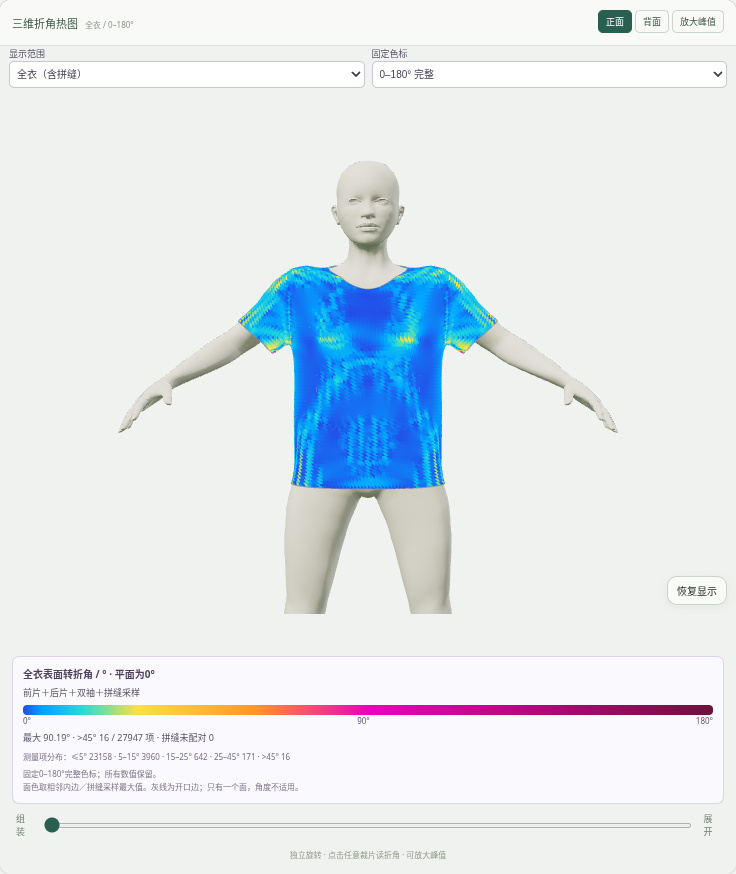 三维折角热图 全衣 / 0–180°
正面 背面 放大峰值
显示范围 固定色标
全衣（含拼缝） 0–180° 完整
恢复显示
全衣表面转折角 / ° · 平面为0°
前片＋后片＋双袖＋拼缝采样
0° 90° 180°
最大 90.19° · >45° 16 / 27947 项 · 拼缝未配对 0
测量项分布：≤5° 23158 · 5–15° 3960 · 15–25° 642 · 25–45° 171 · >45° 16
固定0–180°完整色标；所有数值保留。
面色取相邻内边／拼缝采样最大值。灰线为开口边；只有一个面，角度不适用。
组装 展开
独立旋转 · 点击任意裁片读折角 · 可放大峰值